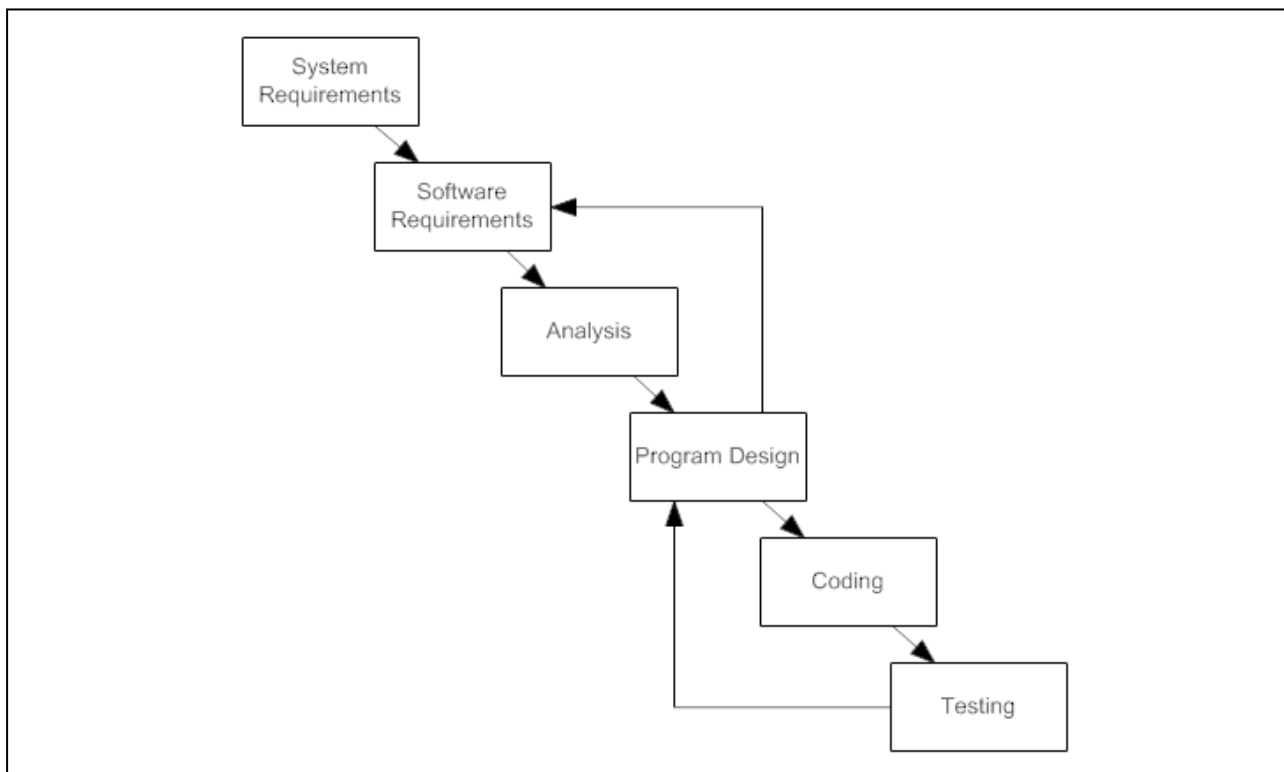 System
Requirements
Software
Requirements
Analysis
Program Design
Coding
Testing